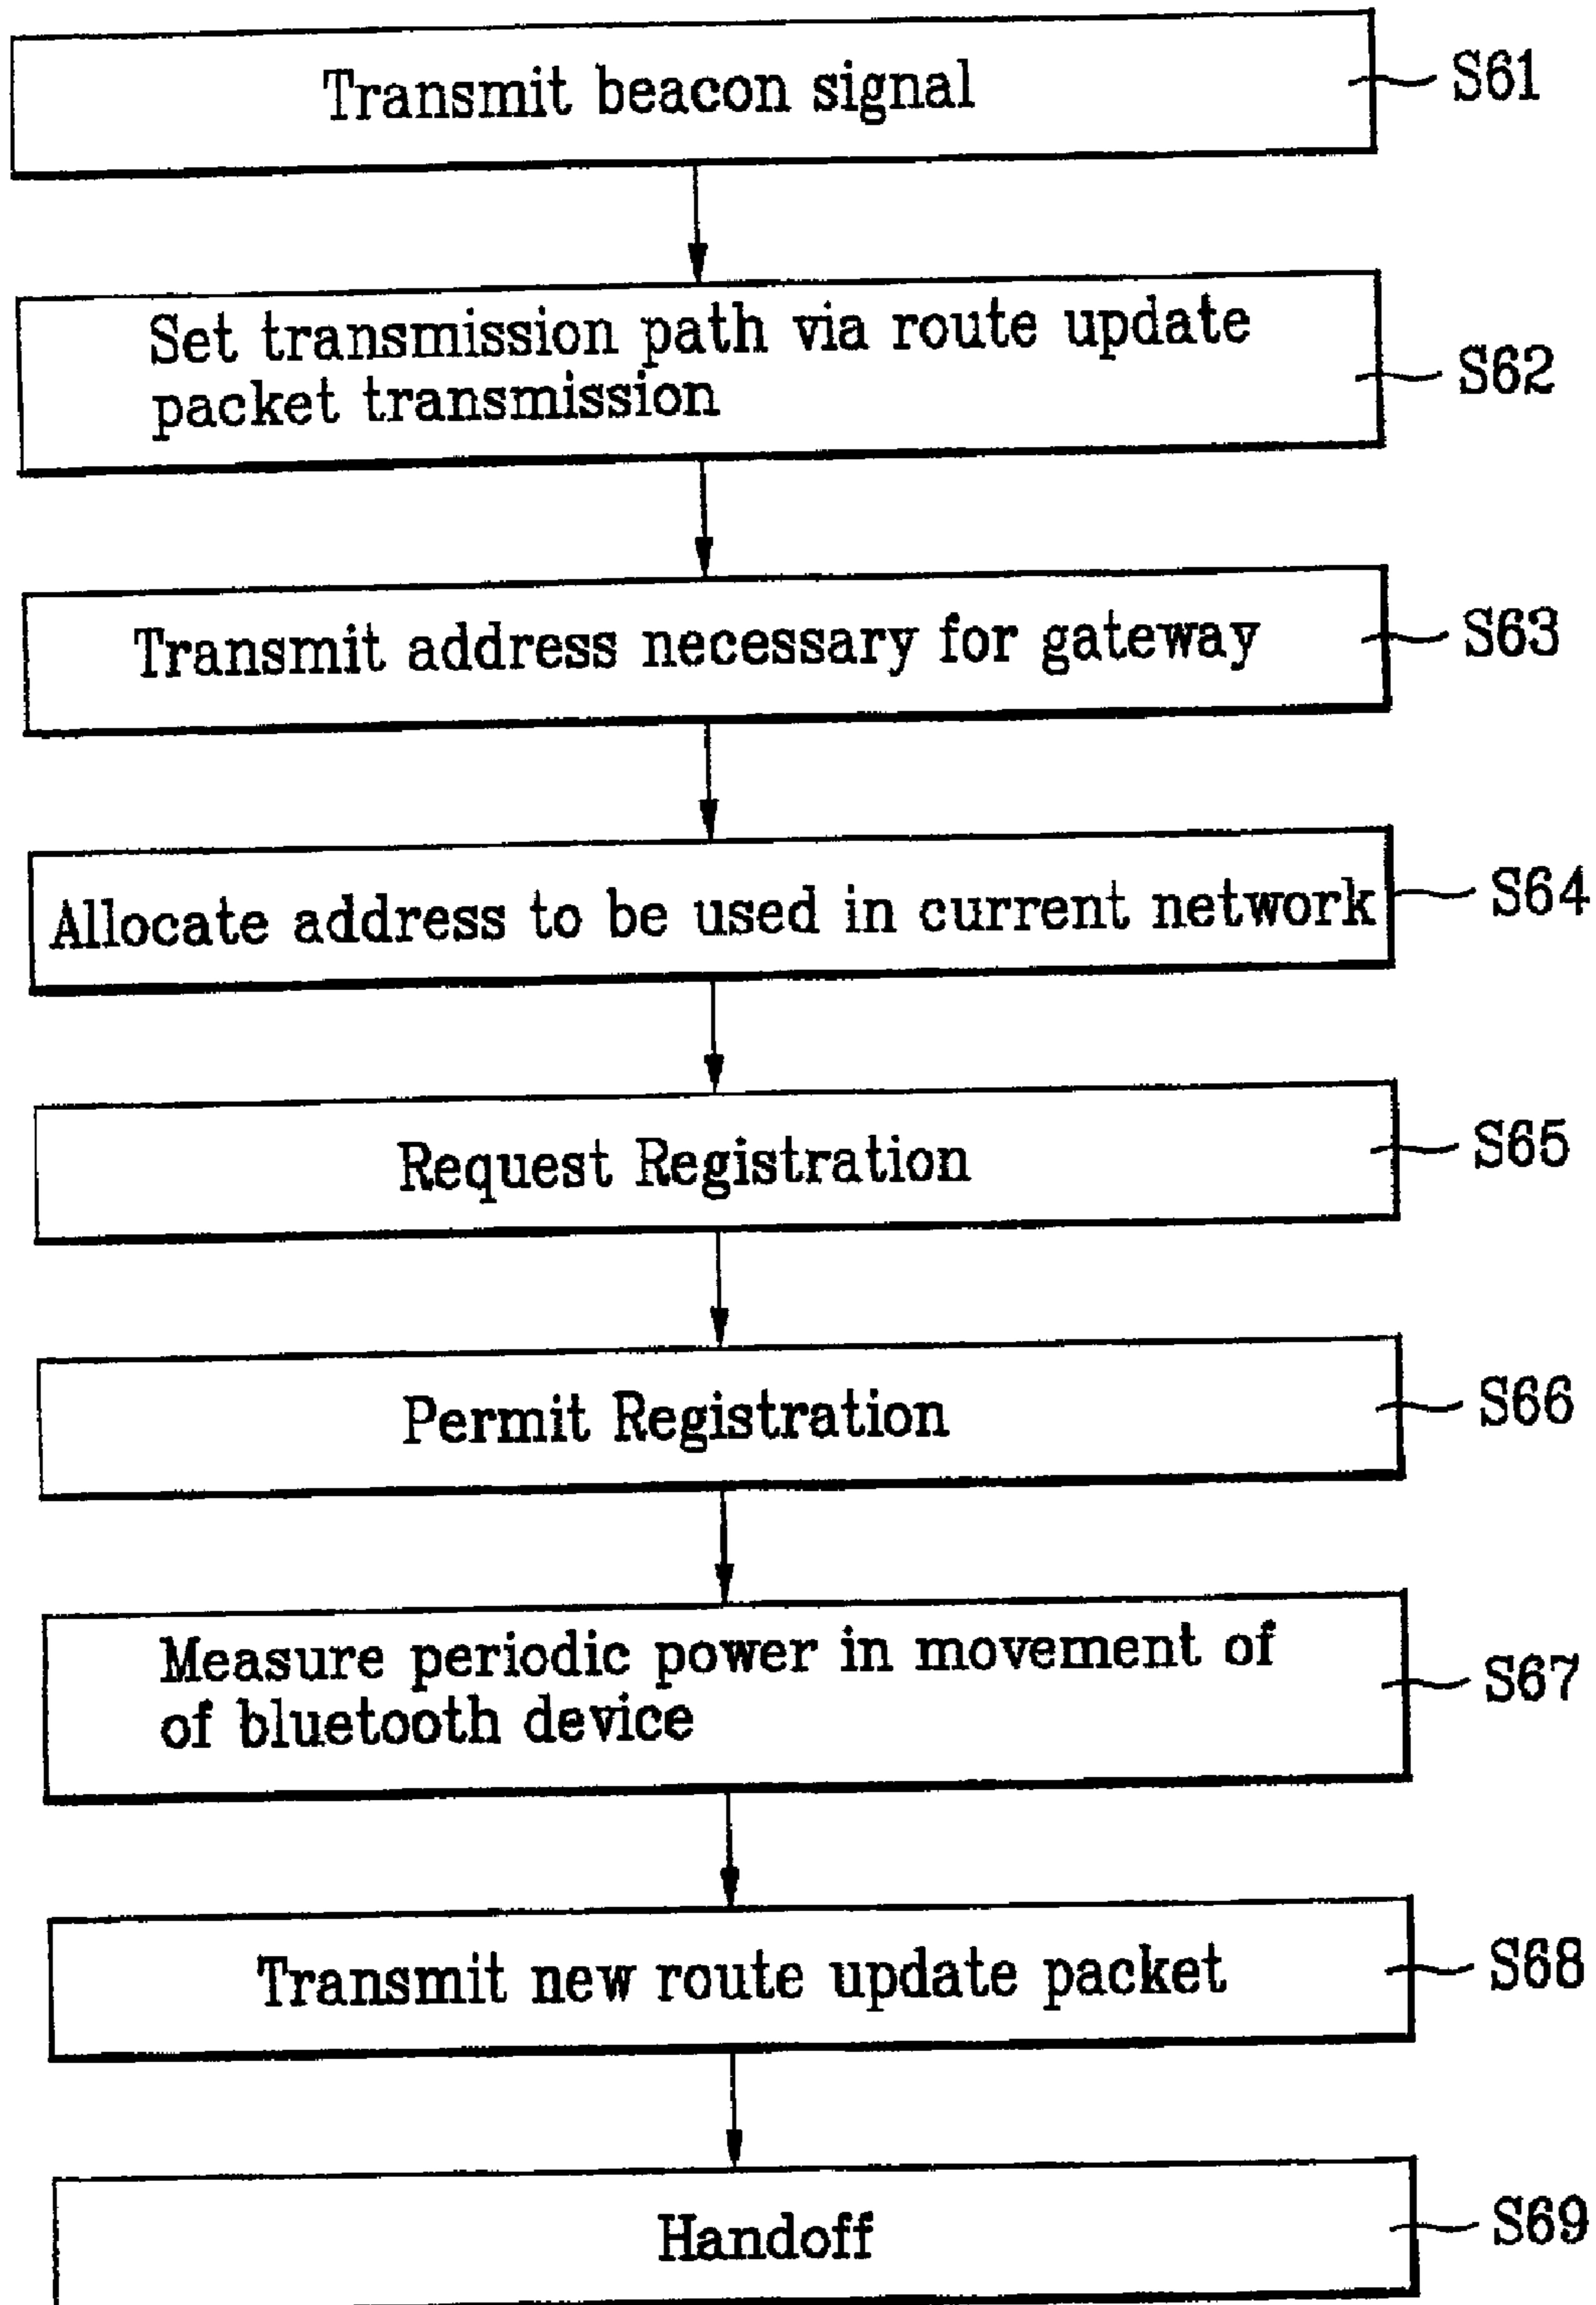 Transmit beacon signal
S61
Set transmission path via route update
packet transmission
S62
Transmit address necessary for gateway
S63
Allocate address to be used in current network
S64
Request Registration
S65
Permit Registration
S66
Measure periodic power in movement of
of bluetooth device
S67
Transmit new route update packet
S68
Handoff
S69